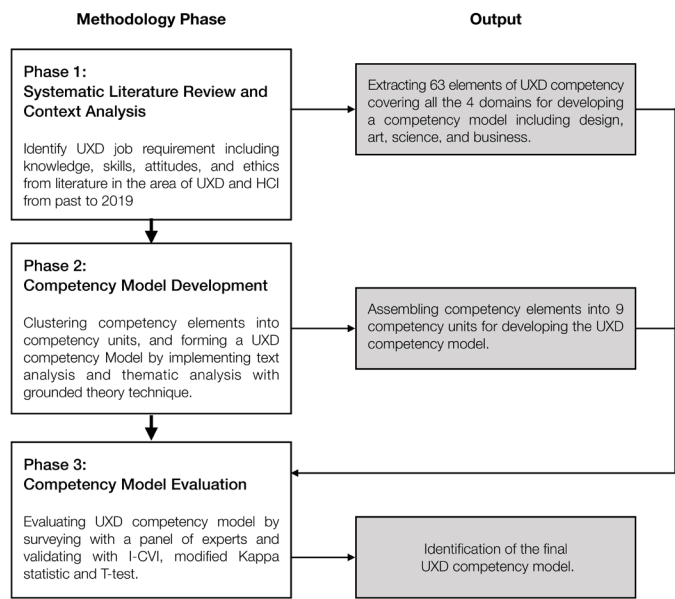 Methodology Phase
Output
Phase 1:
Systematic Literature Review and
Context Analysis
Identify UXD job requirement including
knowledge, skills, attitudes, and ethics
from literature in the area of UXD and HCI
from past to 2019
Extracting 63 elements of UXD competency
covering all the 4 domains for developing
a competency model including design,
art, science, and business.
Phase 2:
Competency Model Development
Clustering competency elements into
competency units, and forming a UXD
competency Model by implementing text
analysis and thematic analysis with
grounded theory technique.
Assembling competency elements into 9
competency units for developing the UXD
competency model.
Phase 3:
Competency Model Evaluation
Evaluating UXD competency model by
surveying with a panel of experts and
validating with I-CVI, modified Kappa
statistic and T-test.
Identification of the final
UXD competency model.